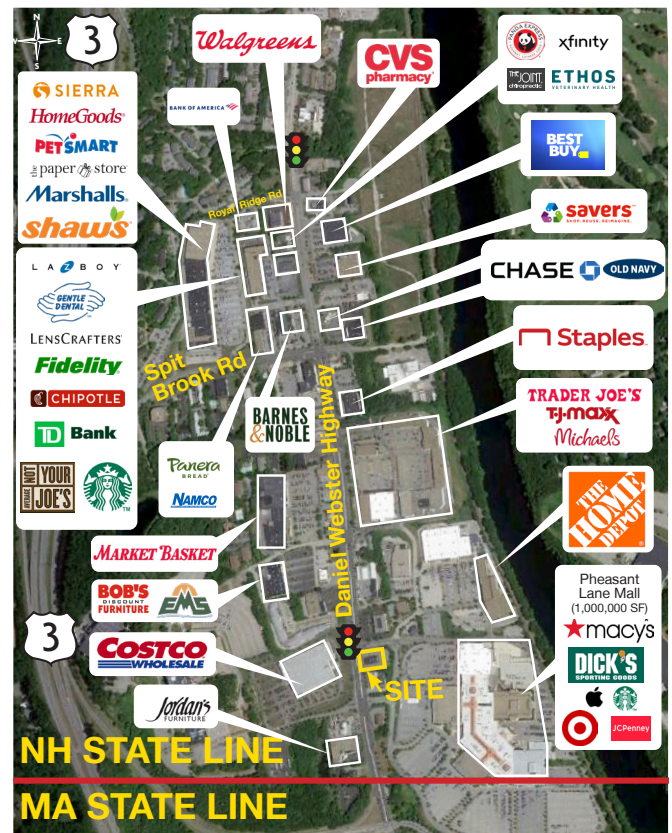 N
W
E
S
3
SIERRA
HomeGoods
PETSMART
the paper store
Marshalls
shaw's
LA Z BOY
GENTLE
DENTAL
LENSCRAFTERS
Fidelity
CHIPOTLE
TD Bank
NOT
YOUR
AVERAGE
JOE'S
BANK OF AMERICA
Walgreens
CVS
pharmacy
PANDA EXPRESS
xfinity
THE JOINT
chiropractic
ETHOS
VETERINARY HEALTH
BEST
BUY
savers
SHOP. REUSE. REIMAGINE.
CHASE
OLD NAVY
Staples
TRADER JOE'S
T•J•maxx
Michaels
THE
HOME
DEPOT
Pheasant
Lane Mall
(1,000,000 SF)
macy's
DICK'S
SPORTING GOODS
JCPenney
Royal Ridge Rd
Spit
Brook Rd
Daniel Webster Highway
BARNES
&NOBLE
Panera
BREAD
NAMCO
MARKET BASKET
BOB'S
DISCOUNT
FURNITURE
EMS
3
COSTCO
WHOLESALE
Jordan's
FURNITURE
SITE
NH STATE LINE
MA STATE LINE